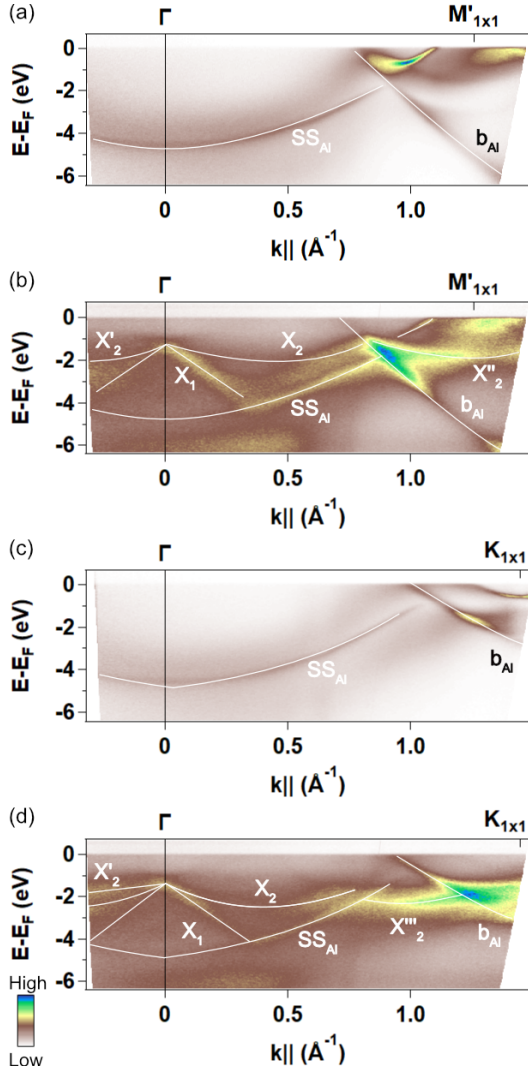 (a)
Γ
M'1x1
E-EF (eV)
0
-2
-4
-6
SSAl
bAl
0
0.5
1.0
k|| (Å-1)
(b)
Γ
M'1x1
E-EF (eV)
0
-2
-4
-6
X'2
X1
X2
SSAl
X''2
bAl
0
0.5
1.0
k|| (Å-1)
(c)
Γ
K1x1
E-EF (eV)
0
-2
-4
-6
SSAl
bAl
0
0.5
1.0
k|| (Å-1)
(d)
Γ
K1x1
E-EF (eV)
0
-2
-4
-6
X'2
X1
X2
SSAl
X'''2
bAl
High
Low
0
0.5
1.0
k|| (Å-1)